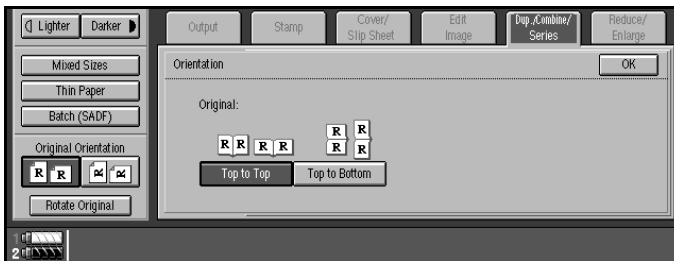 Lighter Darker
Mixed Sizes
Thin Paper
Batch (SADF)
Original Orientation
R R R R
Rotate Original
1
2
Output Stamp Cover/ Slip Sheet Edit Image Dup./Combine/ Series Reduce/ Enlarge
Orientation OK
Original:
R R R R R R
R R
Top to Top Top to Bottom